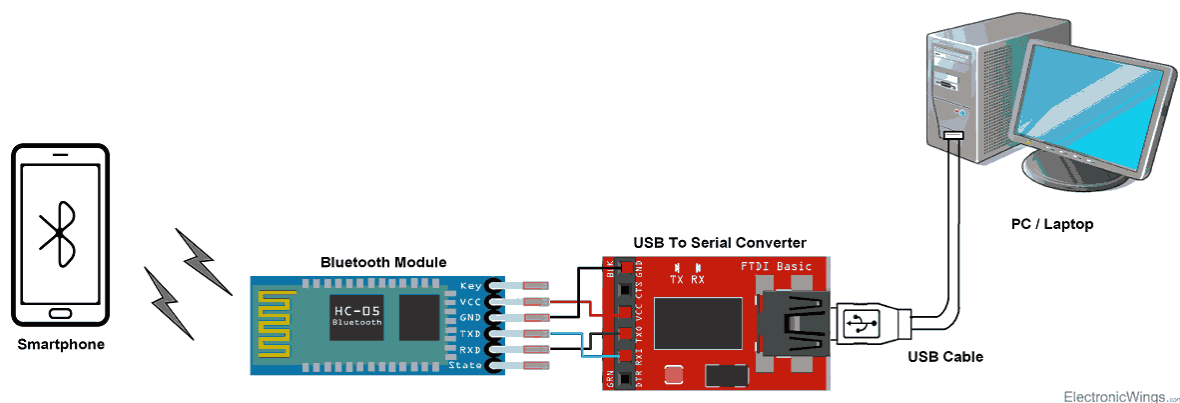 PC / Laptop
USB To Serial Converter
Bluetooth Module
BLK
GND
CTS
VCC
TXO
RXI
DTR
GRN
TX RX
FTDI Basic
Key
VCC
GND
TXD
RXD
State
HC-05
Bluetooth
Smartphone
USB Cable
ElectronicWings.com